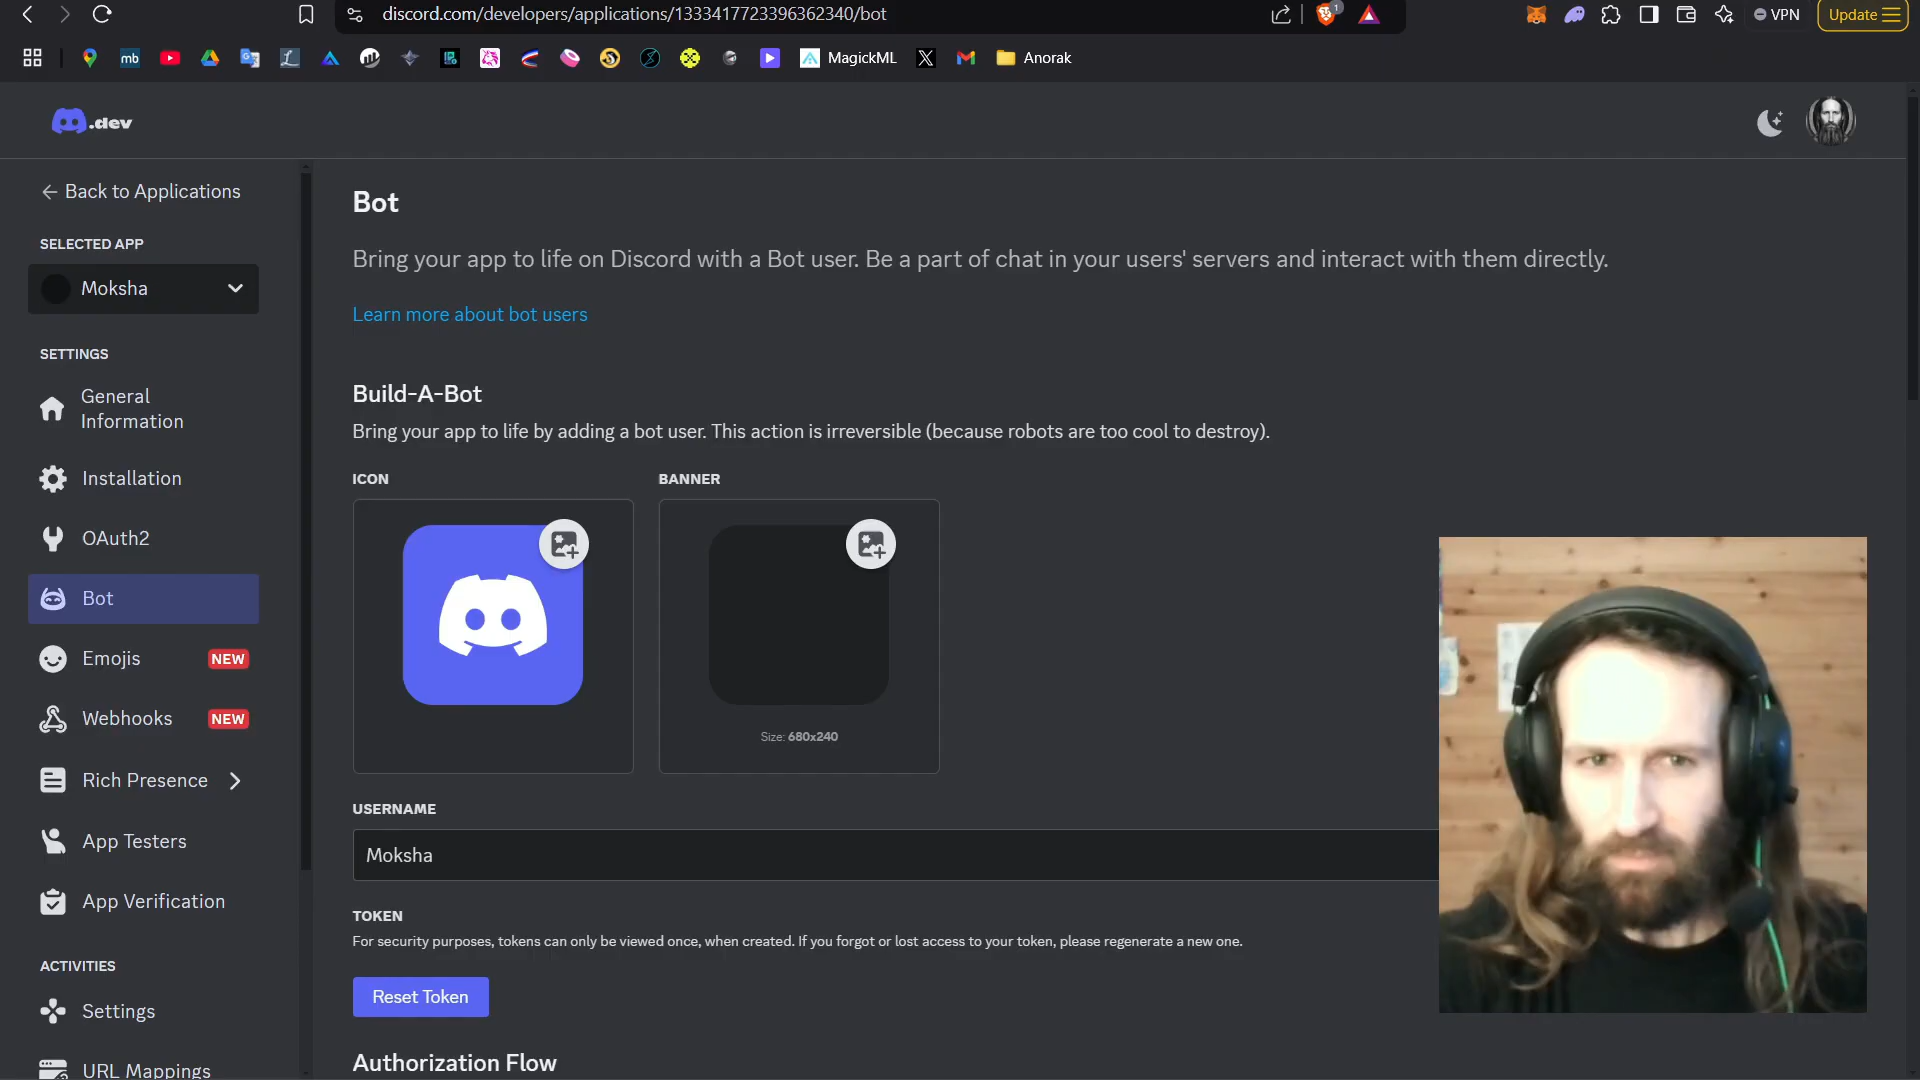 discord.com/developers/applications/1333417723396362340/bot
1
VPN
Update
mb
MagickML
Anorak
.dev
Back to Applications
SELECTED APP
Moksha
SETTINGS
General
Information
Installation
OAuth2
Bot
Emojis
NEW
Webhooks
NEW
Rich Presence
App Testers
App Verification
ACTIVITIES
Settings
URL Mappings
Bot
Bring your app to life on Discord with a Bot user. Be a part of chat in your users' servers and interact with them directly.
Learn more about bot users
Build-A-Bot
Bring your app to life by adding a bot user. This action is irreversible (because robots are too cool to destroy).
ICON
BANNER
Size: 680x240
USERNAME
Moksha
TOKEN
For security purposes, tokens can only be viewed once, when created. If you forgot or lost access to your token, please regenerate a new one.
Reset Token
Authorization Flow